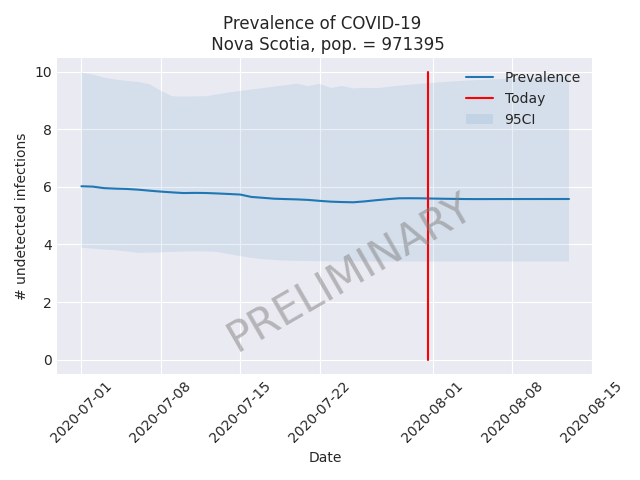 Prevalence of COVID-19
Nova Scotia, pop. = 971395
# undetected infections
10
8
6
4
2
0
Prevalence
Today
95CI
PRELIMINARY
2020-07-01
2020-07-08
2020-07-15
2020-07-22
2020-08-01
2020-08-08
2020-08-15
Date